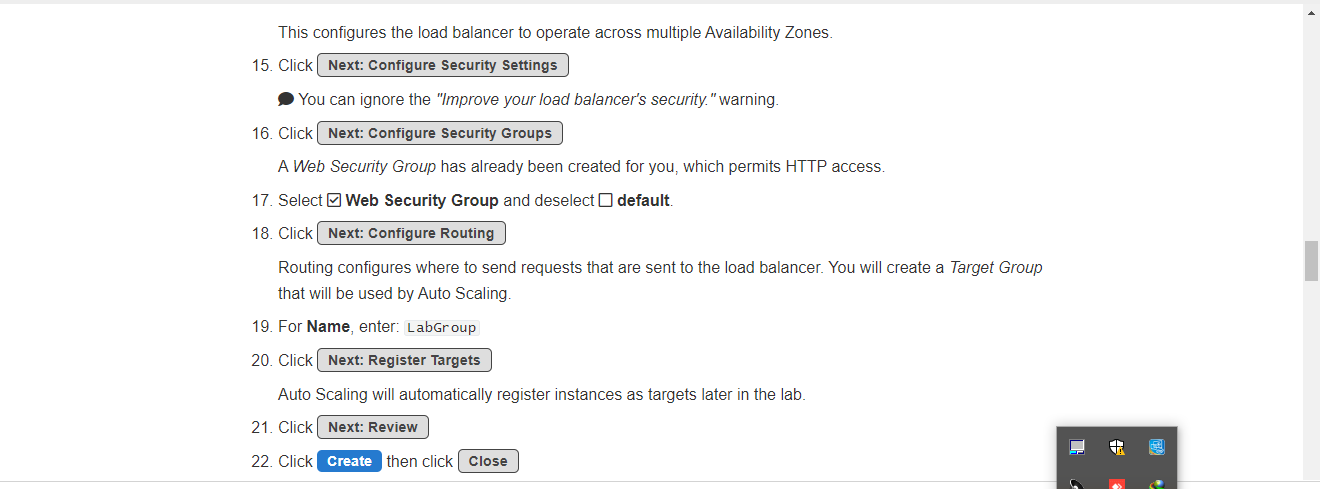 This configures the load balancer to operate across multiple Availability Zones.
15. Click Next: Configure Security Settings
You can ignore the "Improve your load balancer's security." warning.
16. Click Next: Configure Security Groups
A Web Security Group has already been created for you, which permits HTTP access.
17. Select Web Security Group and deselect default.
18. Click Next: Configure Routing
Routing configures where to send requests that are sent to the load balancer. You will create a Target Group
that will be used by Auto Scaling.
19. For Name, enter: LabGroup
20. Click Next: Register Targets
Auto Scaling will automatically register instances as targets later in the lab.
21. Click Next: Review
22. Click Create then click Close